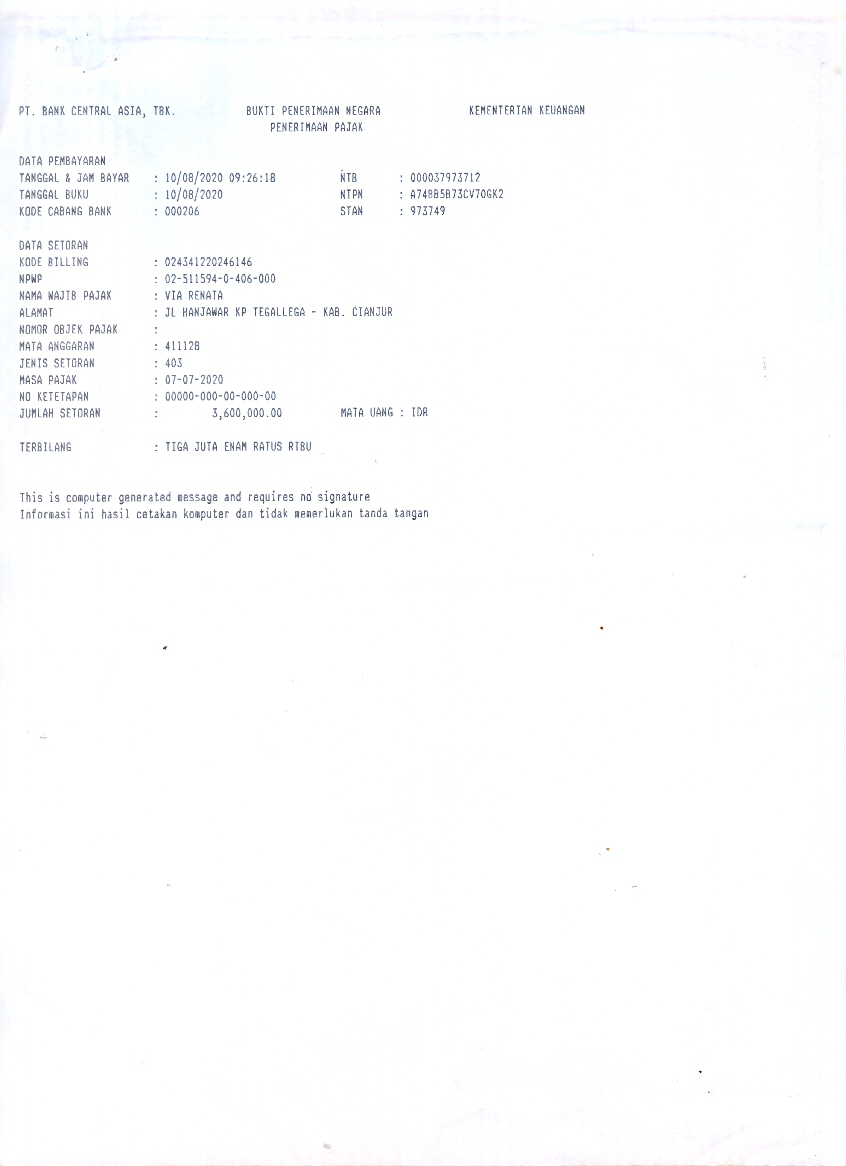 PT. BANK CENTRAL ASIA, TBK. BUKTI PENERIMAAN NEGARA KEMENTERIAN KEUANGAN
PENERIMAAN PAJAK
DATA PEMBAYARAN
TANGGAL & JAM BAYAR : 10/08/2020 09:26:18 NTB : 000037973712
TANGGAL BUKU : 10/08/2020 NTPN : A74BB5B73CV7OGK2
KODE CABANG BANK : 000206 STAN : 973749
DATA SETORAN
KODE BILLING : 024341220246146
NPWP : 02-511594-0-406-000
NAMA WAJIB PAJAK : VIA RENATA
ALAMAT : JL HANJAWAR KP TEGALLEGA - KAB. CIANJUR
NOMOR OBJEK PAJAK :
MATA ANGGARAN : 411128
JENIS SETORAN : 403
MASA PAJAK : 07-07-2020
NO KETETAPAN : 00000-000-00-000-00
JUMLAH SETORAN : 3,600,000.00 MATA UANG : IDR
TERBILANG : TIGA JUTA ENAM RATUS RIBU
This is computer generated message and requires no signature
Informasi ini hasil cetakan komputer dan tidak memerlukan tanda tangan